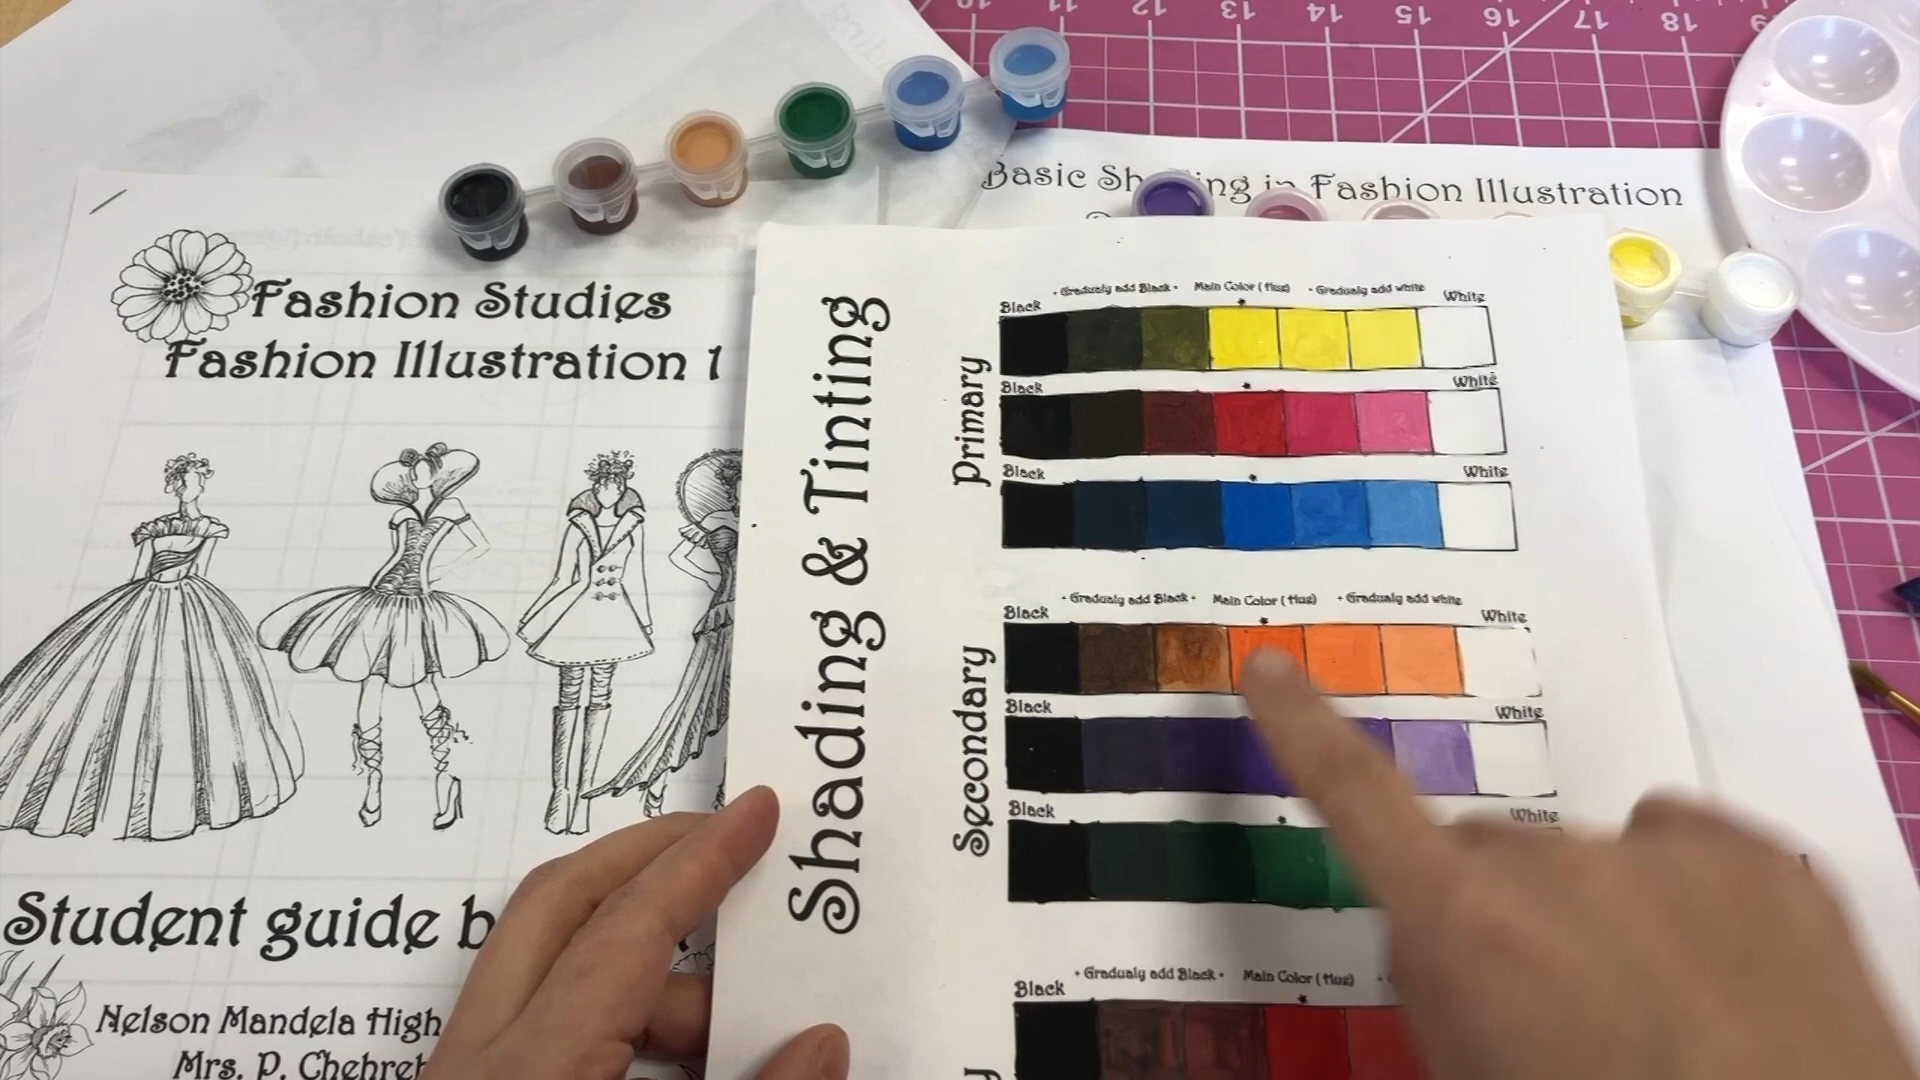 10 11 12 13 14 15 16 17 18 19
Basic in Fashion Illustration
Fashion Studies
Fashion Illustration 1
Student guide
Nelson Mandela High
Mrs. P.
Shading & Tinting
Primary
• Gradualy add Black • Main Color (Hue) • Gradualy add white
Black White
Black White
Black White
Secondary
• Gradualy add Black • Main Color (Hue) • Gradualy add white
Black White
Black White
Black White
• Gradualy add Black • Main Color (Hue)
Black